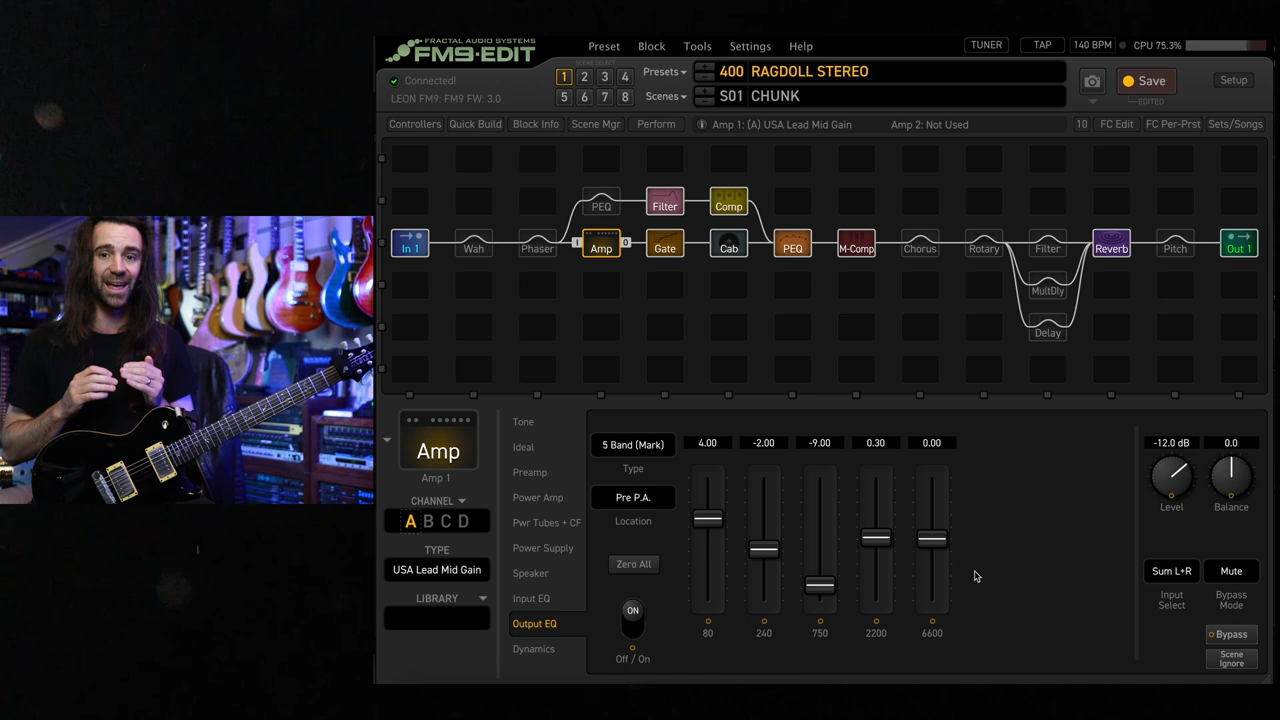 FRACTAL AUDIO SYSTEMS
FM9-EDIT
Preset Block Tools Settings Help
TUNER TAP 140 BPM CPU 75.3%
Connected!
LEON FM9: FM9 FW: 3.0
SCENE SELECT
1 2 3 4
5 6 7 8
Presets
400 RAGDOLL STEREO
Scenes
S01 CHUNK
Save
EDITED
Setup
Controllers Quick Build Block Info Scene Mgr Perform
Amp 1: (A) USA Lead Mid Gain Amp 2: Not Used
10 FC Edit FC Per-Prst Sets/Songs
PEQ Filter Comp
In 1 Wah Phaser I Amp O Gate Cab PEQ M-Comp Chorus Rotary Filter Reverb Pitch Out 1
MultDly
Delay
Amp
Amp 1
CHANNEL
A B C D
TYPE
USA Lead Mid Gain
LIBRARY
Tone
Ideal
Preamp
Power Amp
Pwr Tubes + CF
Power Supply
Speaker
Input EQ
Output EQ
Dynamics
5 Band (Mark)
Type
Pre P.A.
Location
Zero All
ON
Off / On
4.00 -2.00 -9.00 0.30 0.00
80 240 750 2200 6600
-12.0 dB 0.0
Level Balance
Sum L+R Mute
Input Select
Bypass Mode
Bypass
Scene Ignore